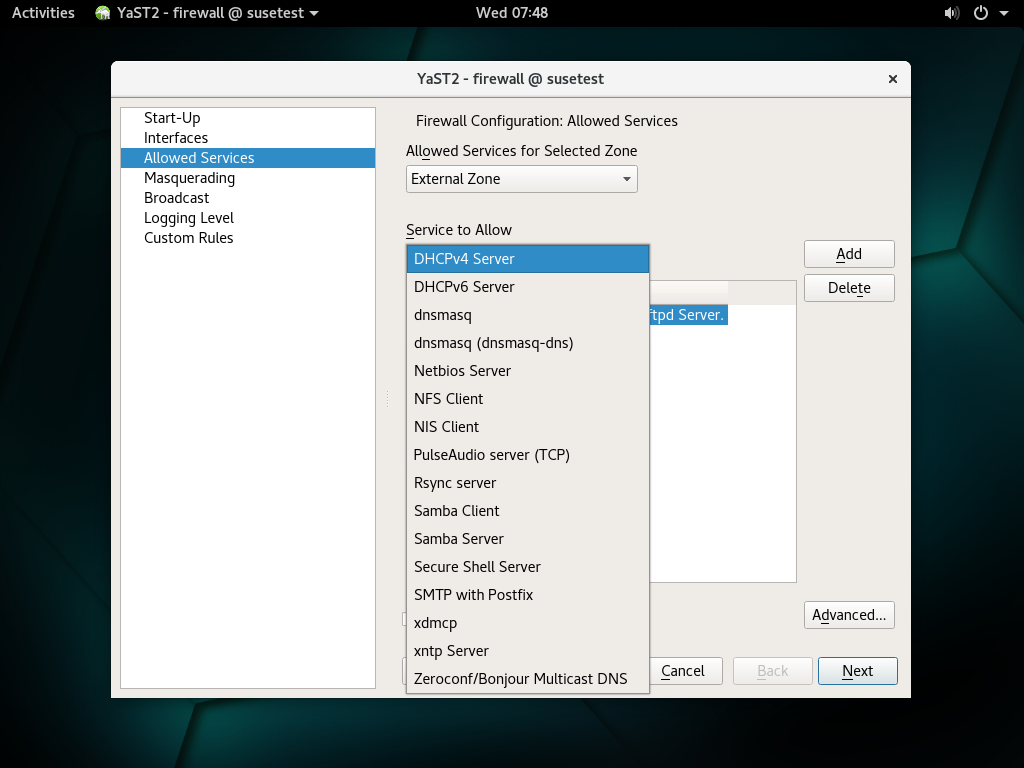 Activities
YaST2 - firewall @ susetest
Wed 07:48
YaST2 - firewall @ susetest
Start-Up
Interfaces
Allowed Services
Masquerading
Broadcast
Logging Level
Custom Rules
Firewall Configuration: Allowed Services
Allowed Services for Selected Zone
External Zone
Service to Allow
DHCPv4 Server
DHCPv6 Server
dnsmasq
dnsmasq (dnsmasq-dns)
Netbios Server
NFS Client
NIS Client
PulseAudio server (TCP)
Rsync server
Samba Client
Samba Server
Secure Shell Server
SMTP with Postfix
xdmcp
xntp Server
Zeroconf/Bonjour Multicast DNS
ftpd Server.
Add
Delete
Advanced...
Cancel
Back
Next